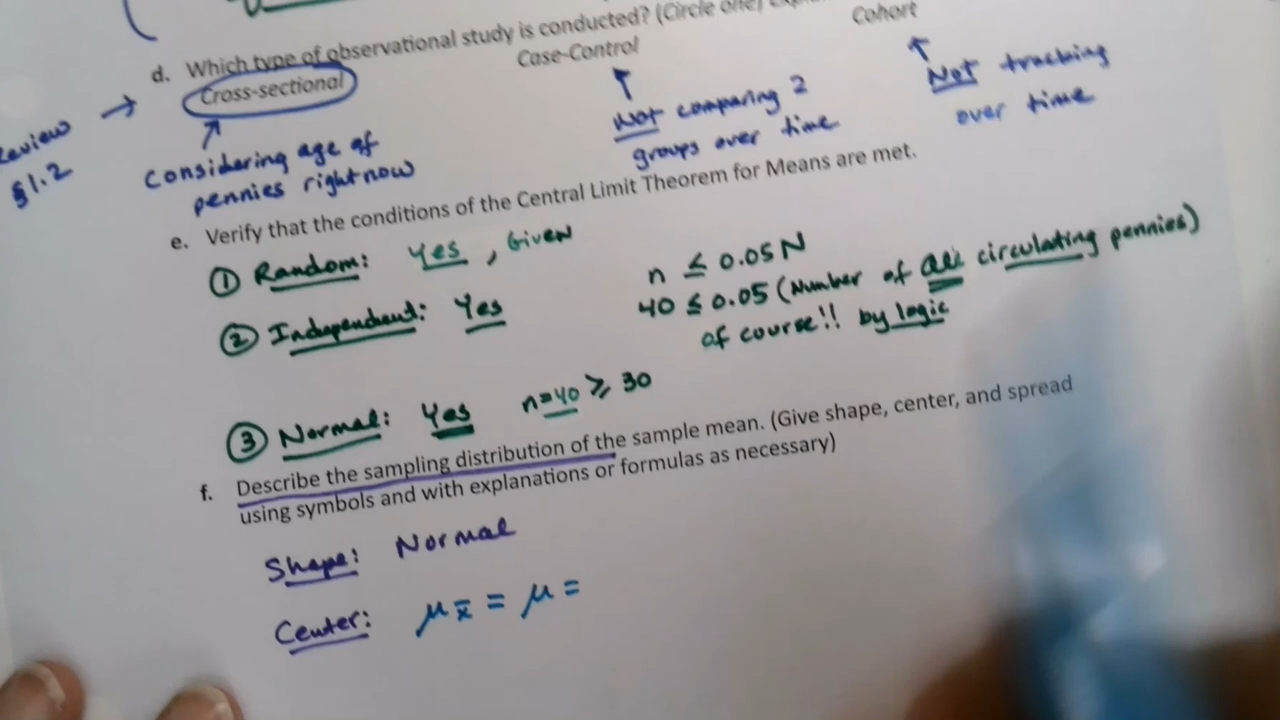 d. Which type of observational study is conducted? (Circle one)
Cross-sectional Case-Control Cohort
Review §1.2 →
Considering age of
pennies right now
Not comparing 2
groups over time
Not tracking
over time
e. Verify that the conditions of the Central Limit Theorem for Means are met.
① Random: Yes, Given
② Independent: Yes
n ≤ 0.05N
40 ≤ 0.05 (Number of all circulating pennies)
of course!! by logic
③ Normal: Yes n=40 ≥ 30
f. Describe the sampling distribution of the sample mean. (Give shape, center, and spread
using symbols and with explanations or formulas as necessary)
Shape: Normal
Center: μx̄ = μ =